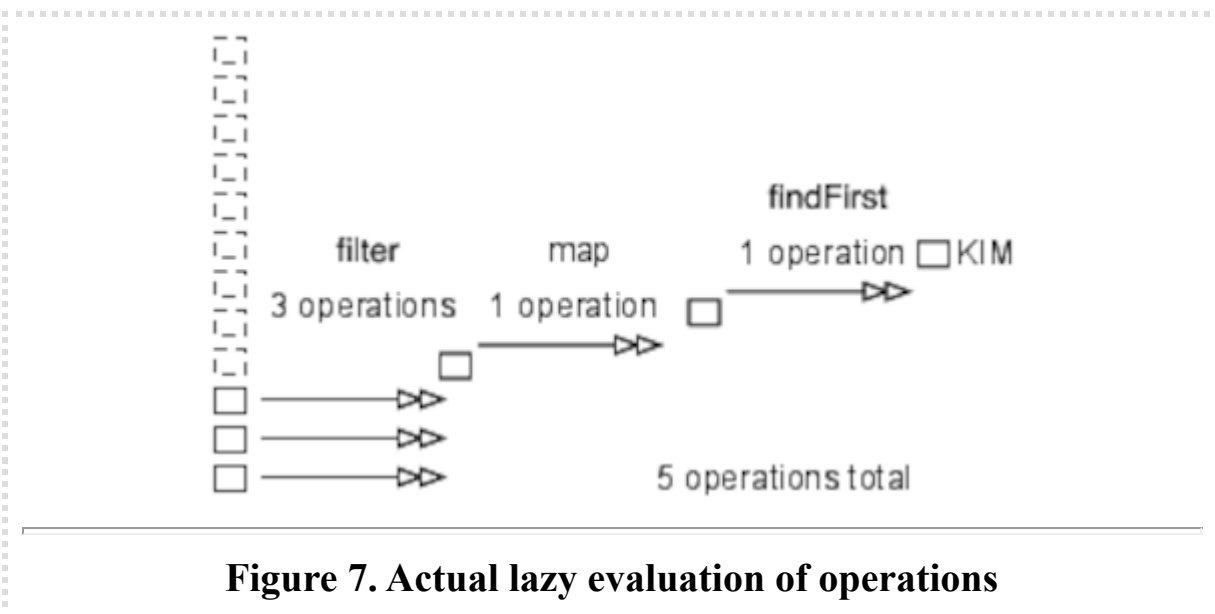 findFirst
filter map 1 operation KIM
3 operations 1 operation
5 operations total
Figure 7. Actual lazy evaluation of operations